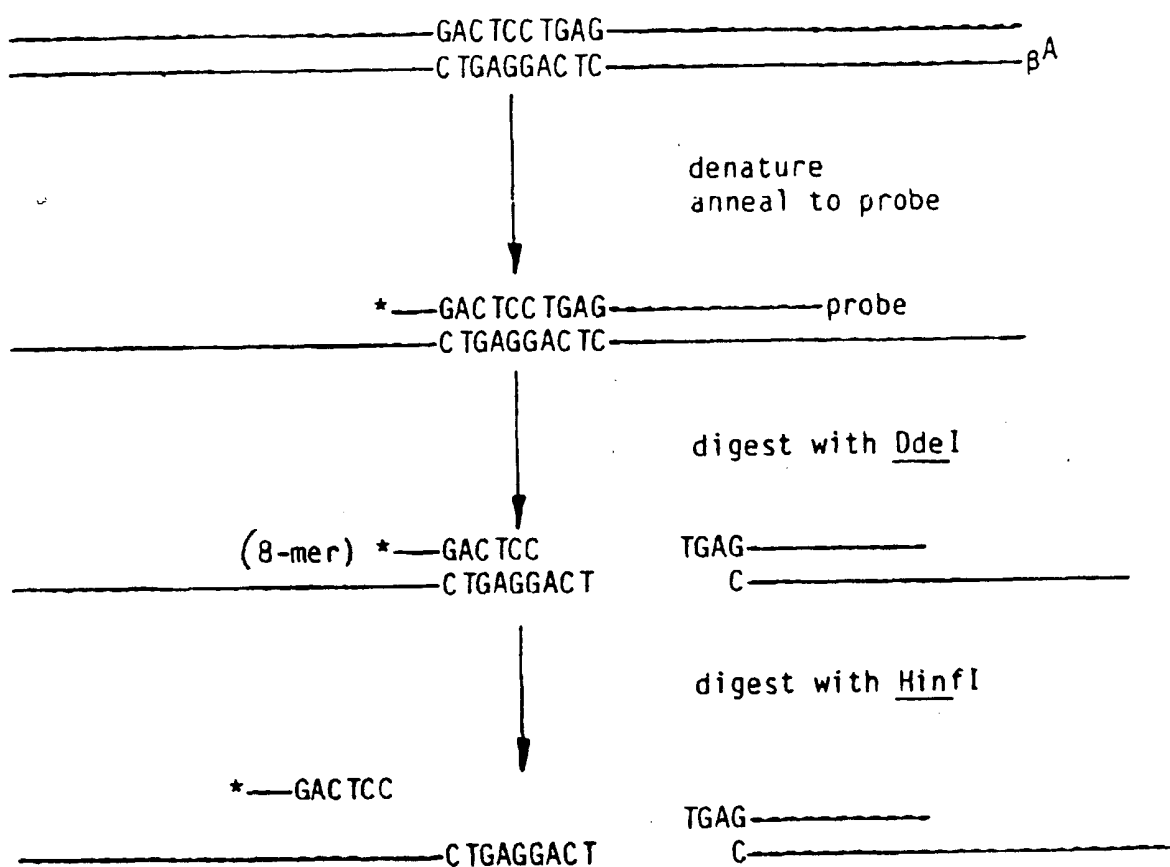 GACTCCTGAG
CTGAGGACTC βA
denature
anneal to probe
*—GACTCCTGAG—probe
CTGAGGACTC
digest with DdeI
(8-mer) *—GACTCC TGAG
CTGAGGACT C
digest with HinfI
*—GACTCC
TGAG
CTGAGGACT C